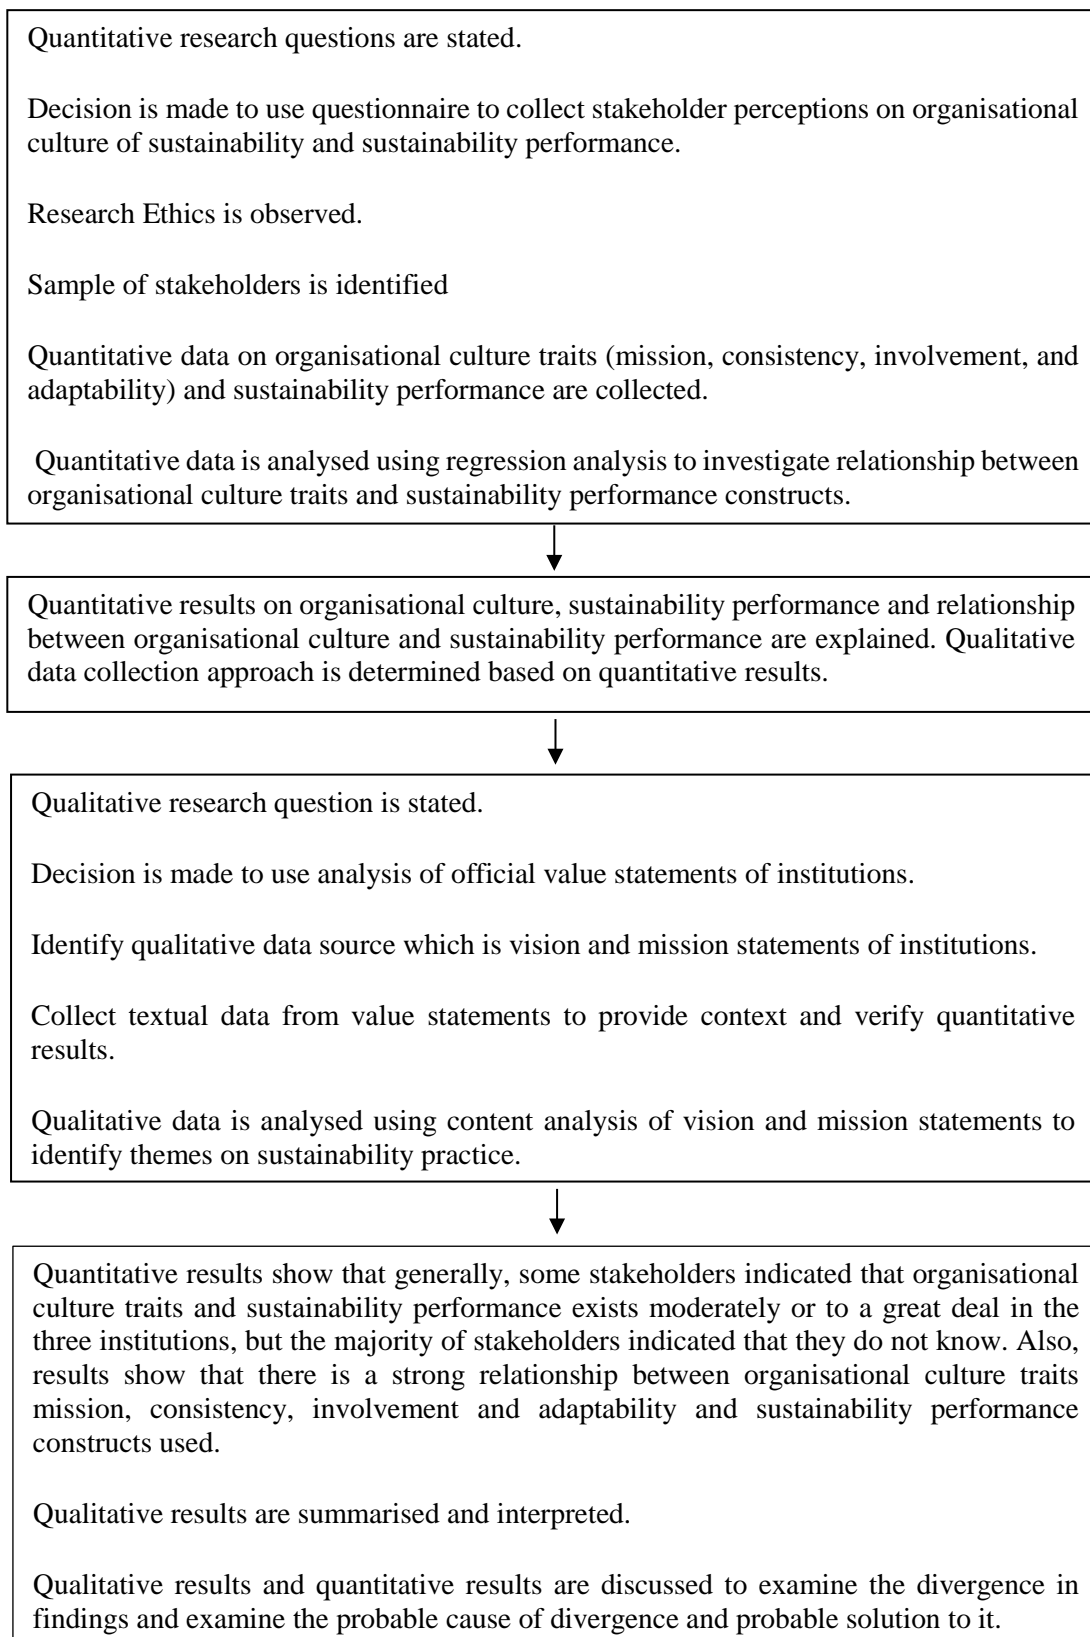 Quantitative research questions are stated.
Decision is made to use questionnaire to collect stakeholder perceptions on organisational
culture of sustainability and sustainability performance.
Research Ethics is observed.
Sample of stakeholders is identified
Quantitative data on organisational culture traits (mission, consistency, involvement, and
adaptability) and sustainability performance are collected.
Quantitative data is analysed using regression analysis to investigate relationship between
organisational culture traits and sustainability performance constructs.
Quantitative results on organisational culture, sustainability performance and relationship
between organisational culture and sustainability performance are explained. Qualitative
data collection approach is determined based on quantitative results.
Qualitative research question is stated.
Decision is made to use analysis of official value statements of institutions.
Identify qualitative data source which is vision and mission statements of institutions.
Collect textual data from value statements to provide context and verify quantitative
results.
Qualitative data is analysed using content analysis of vision and mission statements to
identify themes on sustainability practice.
Quantitative results show that generally, some stakeholders indicated that organisational
culture traits and sustainability performance exists moderately or to a great deal in the
three institutions, but the majority of stakeholders indicated that they do not know. Also,
results show that there is a strong relationship between organisational culture traits
mission, consistency, involvement and adaptability and sustainability performance
constructs used.
Qualitative results are summarised and interpreted.
Qualitative results and quantitative results are discussed to examine the divergence in
findings and examine the probable cause of divergence and probable solution to it.